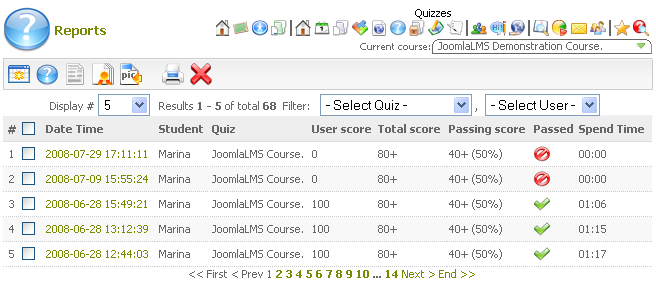 Quizzes
Reports
Current course: JoomlaLMS Demonstration Course.
pic
Display # 5 Results 1 - 5 of total 68 Filter: - Select Quiz - , - Select User -
# Date Time Student Quiz User score Total score Passing score Passed Spend Time
1 2008-07-29 17:11:11 Marina JoomlaLMS Course. 0 80+ 40+ (50%) 00:00
2 2008-07-09 15:55:24 Marina JoomlaLMS Course. 0 80+ 40+ (50%) 00:00
3 2008-06-28 15:49:21 Marina JoomlaLMS Course. 100 80+ 40+ (50%) 01:06
4 2008-06-28 13:12:39 Marina JoomlaLMS Course. 100 80+ 40+ (50%) 01:15
5 2008-06-28 12:44:03 Marina JoomlaLMS Course. 100 80+ 40+ (50%) 01:17
<< First < Prev 1 2 3 4 5 6 7 8 9 10 ... 14 Next > End >>